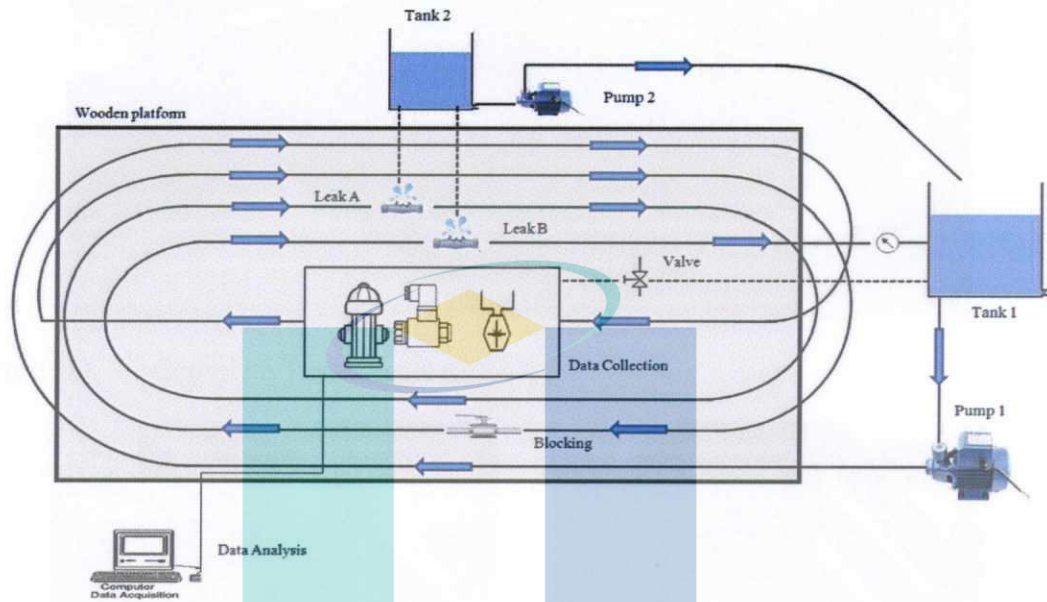 Tank 2
Pump 2
Wooden platform
Leak A
Leak B
Valve
Tank 1
Data Collection
Pump 1
Blocking
Data Analysis
Computer
Data Acquisition